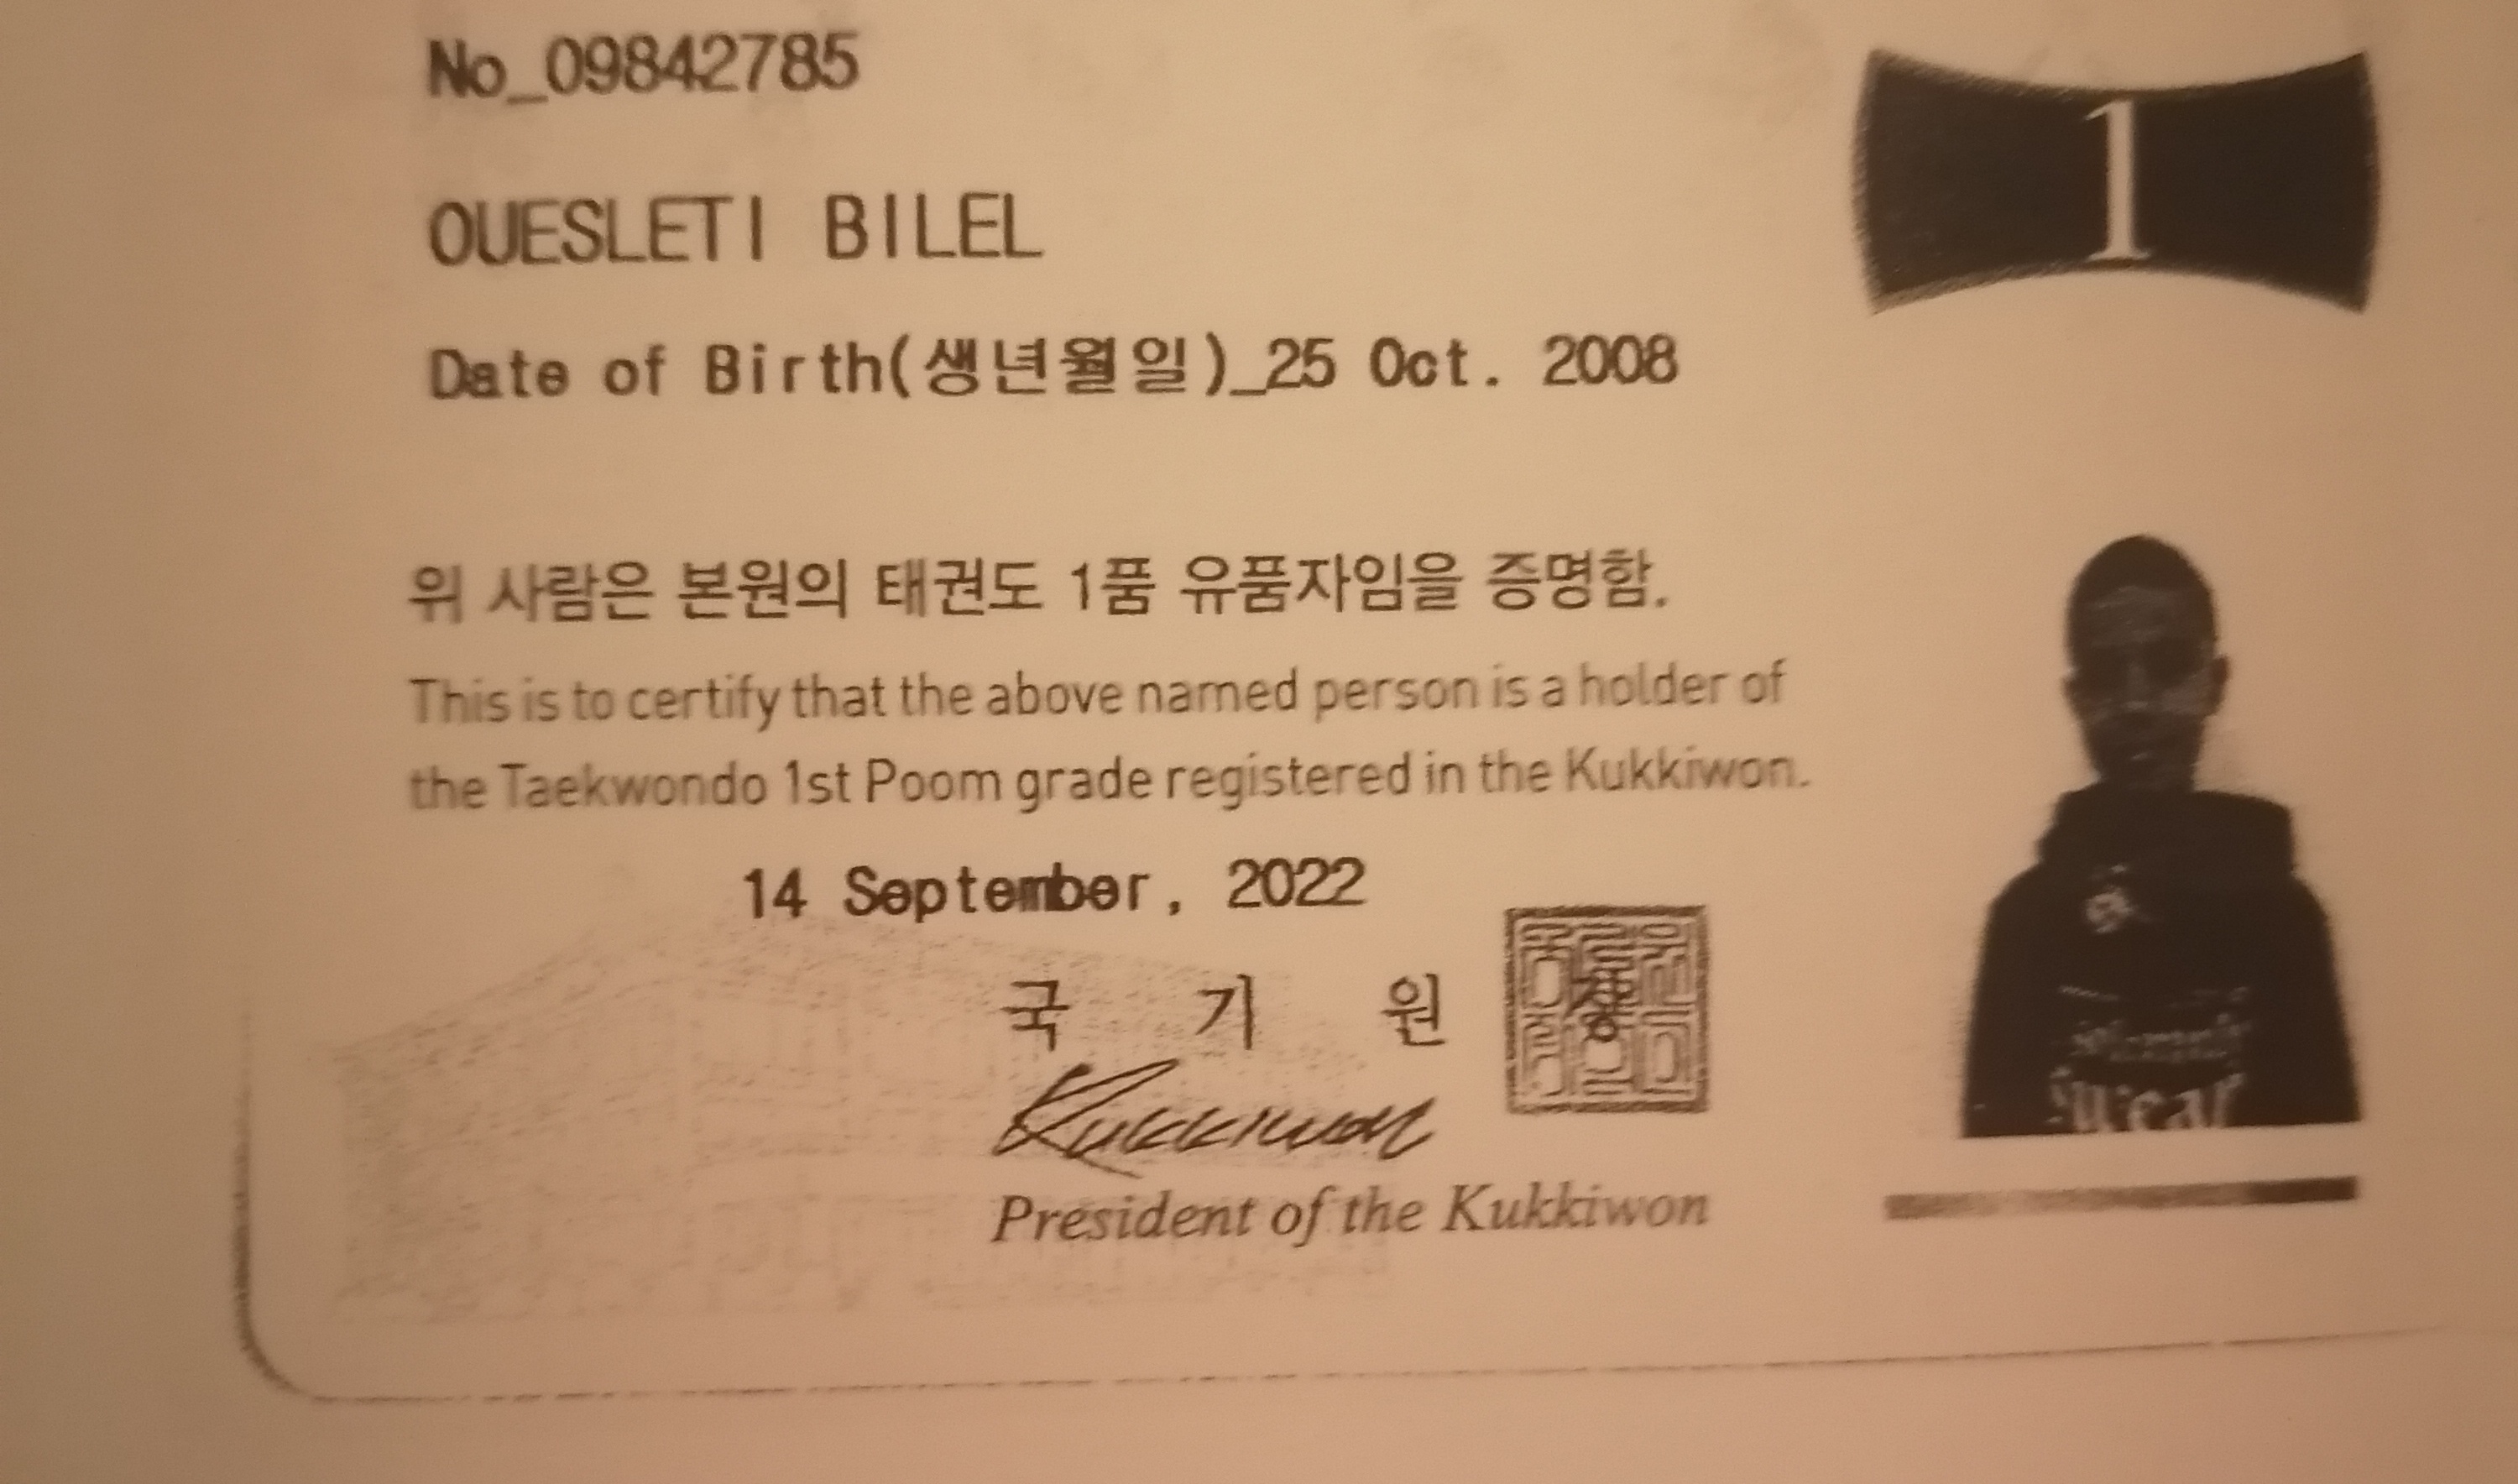 No_09842785
1
OUESLETI BILEL
Date of Birth(생년월일)_25 Oct. 2008
위 사람은 본원의 태권도 1품 유품자임을 증명함.
This is to certify that the above named person is a holder of
the Taekwondo 1st Poom grade registered in the Kukkiwon.
14 September, 2022
국 기 원
Kukkiwon
President of the Kukkiwon